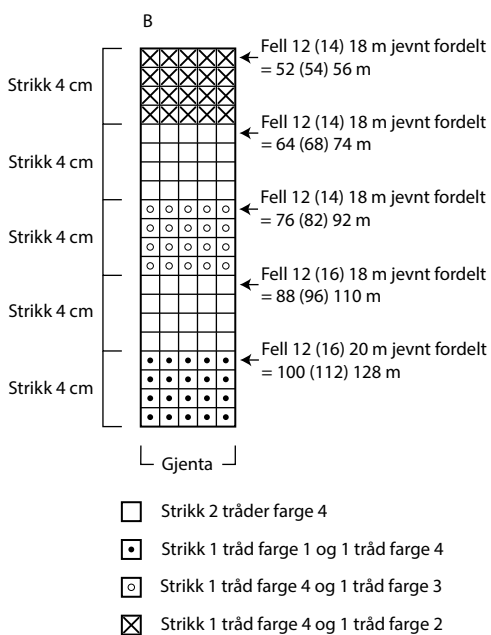 B
Fell 12 (14) 18 m jevnt fordelt
= 52 (54) 56 m
Strikk 4 cm
Fell 12 (14) 18 m jevnt fordelt
= 64 (68) 74 m
Strikk 4 cm
Fell 12 (14) 18 m jevnt fordelt
= 76 (82) 92 m
Strikk 4 cm
Fell 12 (16) 18 m jevnt fordelt
= 88 (96) 110 m
Strikk 4 cm
Fell 12 (16) 20 m jevnt fordelt
= 100 (112) 128 m
Strikk 4 cm
Gjenta
Strikk 2 tråder farge 4
Strikk 1 tråd farge 1 og 1 tråd farge 4
Strikk 1 tråd farge 4 og 1 tråd farge 3
Strikk 1 tråd farge 4 og 1 tråd farge 2